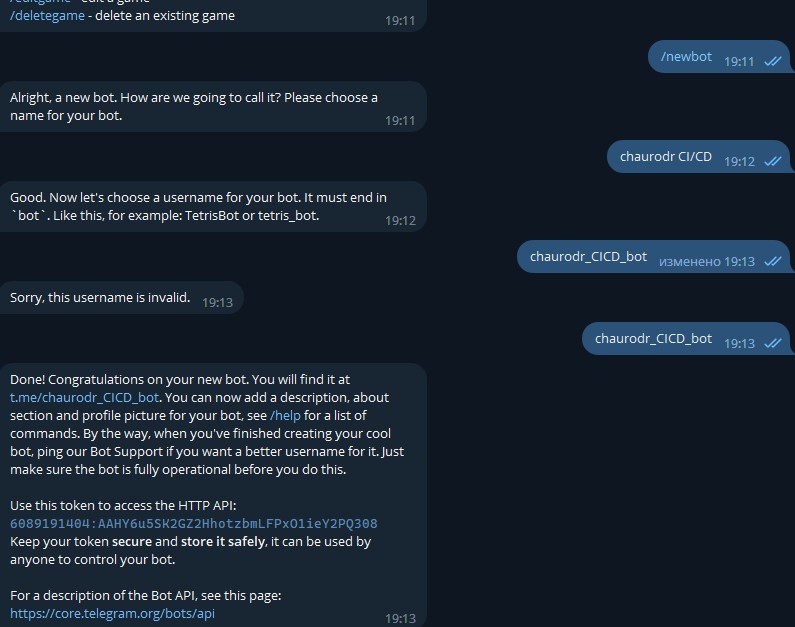 /deletegame - delete an existing game
19:11
/newbot 19:11
Alright, a new bot. How are we going to call it? Please choose a
name for your bot.
19:11
chaurodr CI/CD 19:12
Good. Now let's choose a username for your bot. It must end in
`bot`. Like this, for example: TetrisBot or tetris_bot.
19:12
chaurodr_CICD_bot изменено 19:13
Sorry, this username is invalid. 19:13
chaurodr_CICD_bot 19:13
Done! Congratulations on your new bot. You will find it at
t.me/chaurodr_CICD_bot. You can now add a description, about
section and profile picture for your bot, see /help for a list of
commands. By the way, when you've finished creating your cool
bot, ping our Bot Support if you want a better username for it. Just
make sure the bot is fully operational before you do this.
Use this token to access the HTTP API:
6089191404:AAHY6u5SK2GZ2HhotzbmLFPxO1ieY2PQ308
Keep your token secure and store it safely, it can be used by
anyone to control your bot.
For a description of the Bot API, see this page:
https://core.telegram.org/bots/api
19:13